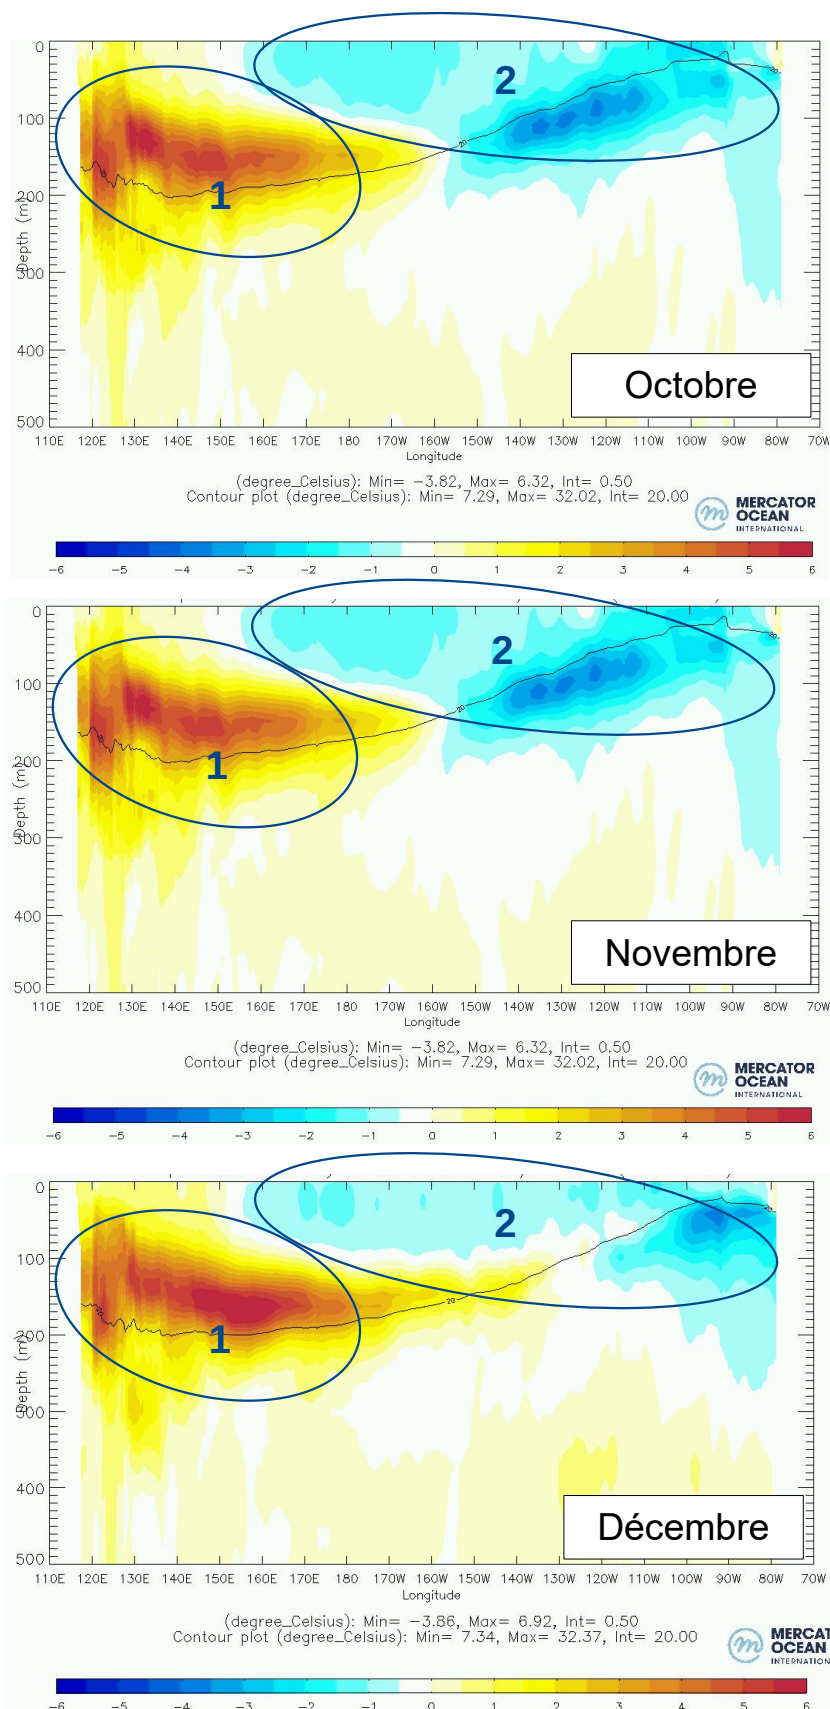 0
100
200
300
400
500
Depth (m)
1
2
20
20
Octobre
110E 120E 130E 140E 150E 160E 170E 180 170W 160W 150W 140W 130W 120W 110W 100W 90W 80W 70W
Longitude
(degree_Celsius): Min= −3.82, Max= 6.32, Int= 0.50
Contour plot (degree_Celsius): Min= 7.29, Max= 32.02, Int= 20.00
MERCATOR
OCEAN
INTERNATIONAL
−6 −5 −4 −3 −2 −1 0 1 2 3 4 5 6
0
100
200
300
400
500
Depth (m)
1
2
20
20
Novembre
110E 120E 130E 140E 150E 160E 170E 180 170W 160W 150W 140W 130W 120W 110W 100W 90W 80W 70W
Longitude
(degree_Celsius): Min= −3.82, Max= 6.32, Int= 0.50
Contour plot (degree_Celsius): Min= 7.29, Max= 32.02, Int= 20.00
MERCATOR
OCEAN
INTERNATIONAL
−6 −5 −4 −3 −2 −1 0 1 2 3 4 5 6
0
100
200
300
400
500
Depth (m)
1
2
20
20
Décembre
110E 120E 130E 140E 150E 160E 170E 180 170W 160W 150W 140W 130W 120W 110W 100W 90W 80W 70W
Longitude
(degree_Celsius): Min= −3.86, Max= 6.92, Int= 0.50
Contour plot (degree_Celsius): Min= 7.34, Max= 32.37, Int= 20.00
MERCAT
OCEAN
INTERNATION
−6 −5 −4 −3 −2 −1 0 1 2 3 4 5 6